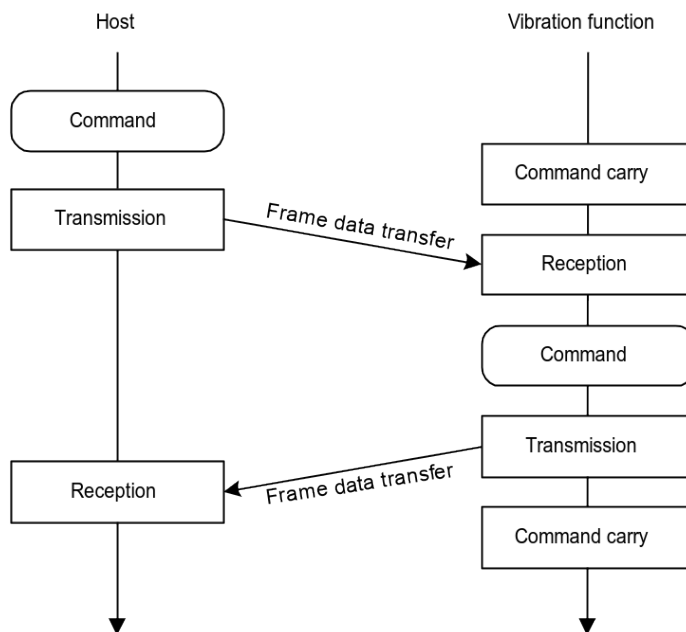 Host
Vibration function
Command
Command carry
Transmission
Frame data transfer
Reception
Command
Transmission
Frame data transfer
Reception
Command carry